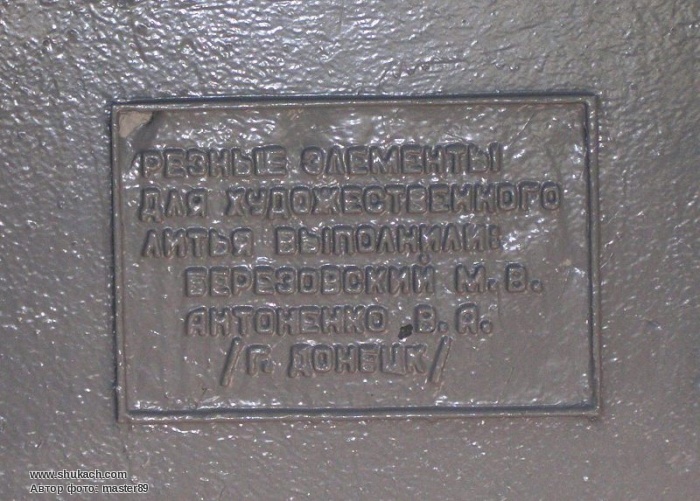 РЕЗНЫЕ ЭЛЕМЕНТЫ
ДЛЯ ХУДОЖЕСТВЕННОГО
ЛИТЬЯ ВЫПОЛНИЛИ:
БЕРЕЗОВСКИЙ М.В.
АНТОНЕНКО В.А.
/Г. ДОНЕЦК/
www.shukach.com
Автор фото: master89